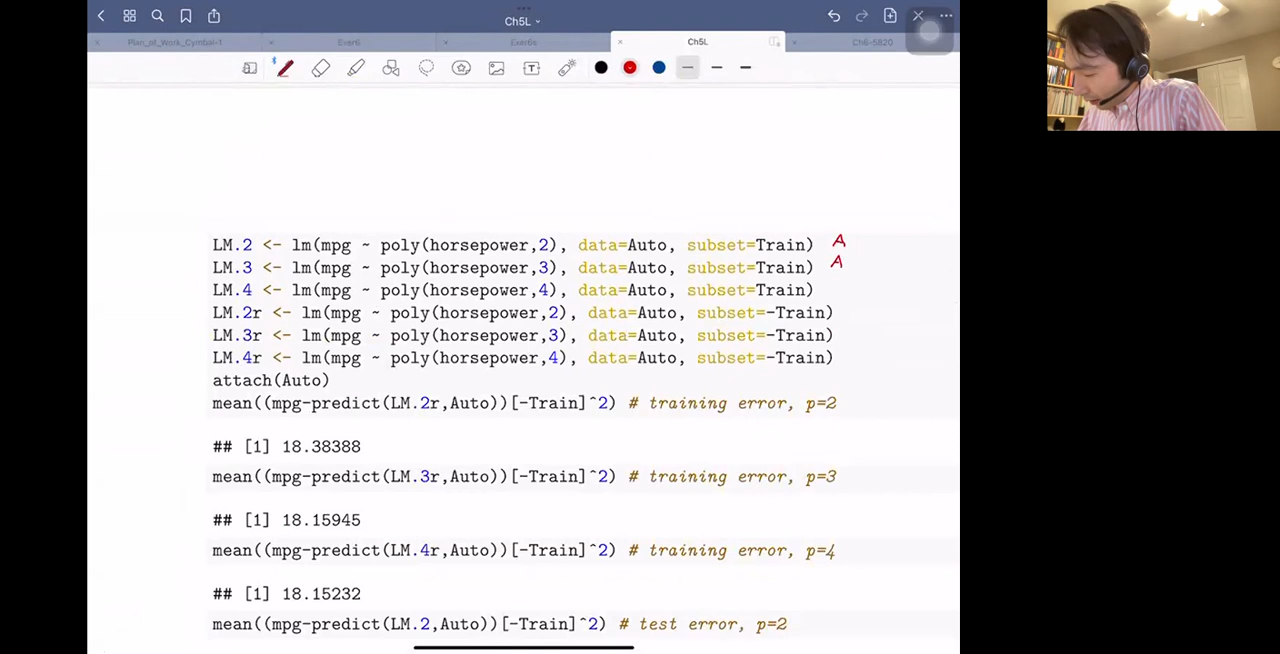 Ch5L
Plan_of_Work_Cymbal-1
Exer6
Exer6s
Ch5L
Ch6-5820
LM.2 <- lm(mpg ~ poly(horsepower,2), data=Auto, subset=Train) A
LM.3 <- lm(mpg ~ poly(horsepower,3), data=Auto, subset=Train) A
LM.4 <- lm(mpg ~ poly(horsepower,4), data=Auto, subset=Train)
LM.2r <- lm(mpg ~ poly(horsepower,2), data=Auto, subset=-Train)
LM.3r <- lm(mpg ~ poly(horsepower,3), data=Auto, subset=-Train)
LM.4r <- lm(mpg ~ poly(horsepower,4), data=Auto, subset=-Train)
attach(Auto)
mean((mpg-predict(LM.2r,Auto))[-Train]^2) # training error, p=2
## [1] 18.38388
mean((mpg-predict(LM.3r,Auto))[-Train]^2) # training error, p=3
## [1] 18.15945
mean((mpg-predict(LM.4r,Auto))[-Train]^2) # training error, p=4
## [1] 18.15232
mean((mpg-predict(LM.2,Auto))[-Train]^2) # test error, p=2